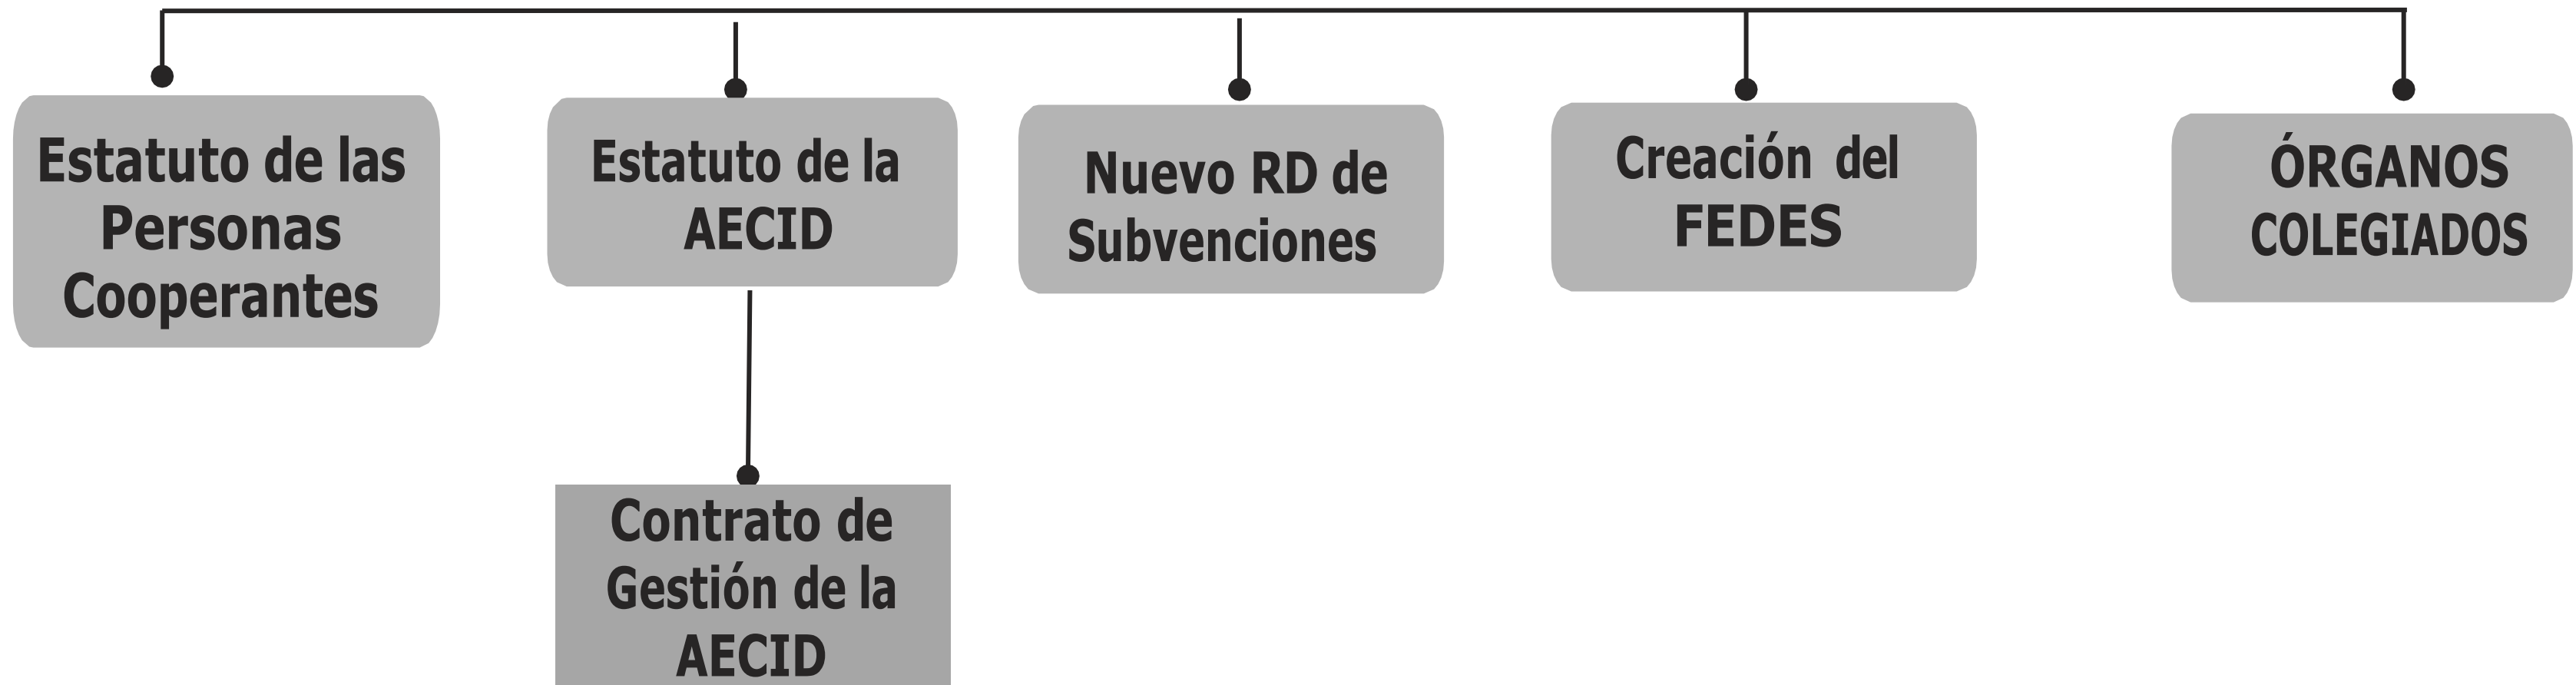 Estatuto de las
Personas
Cooperantes
Estatuto de la
AECID
Nuevo RD de
Subvenciones
Creación del
FEDES
ÓRGANOS
COLEGIADOS
Contrato de
Gestión de la
AECID